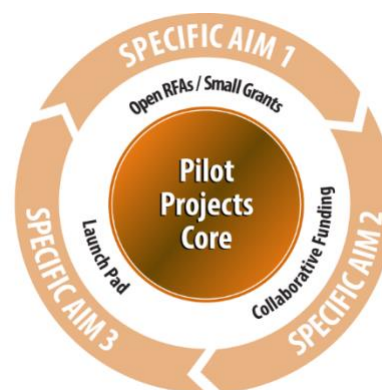 SPECIFIC AIM 1
Open RFAs / Small Grants
Pilot
Projects
Core
Collaborative Funding
SPECIFIC AIM 2
Launch Pad
SPECIFIC AIM 3